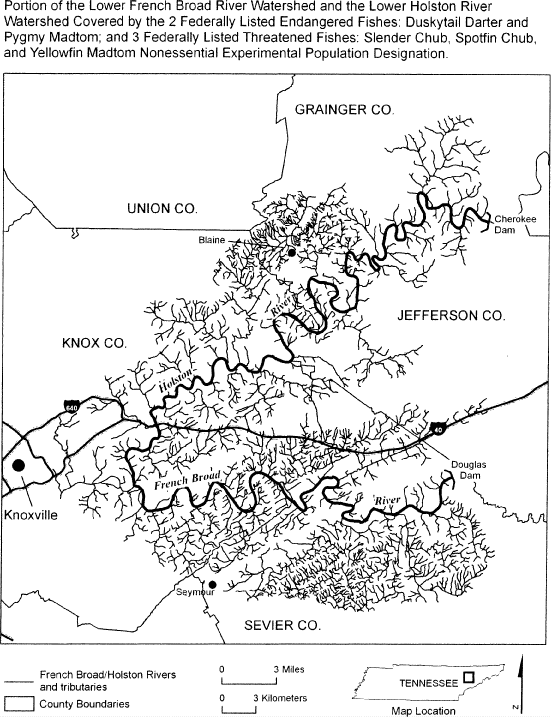 Portion of the Lower French Broad River Watershed and the Lower Holston River
Watershed Covered by the 2 Federally Listed Endangered Fishes: Duskytail Darter and
Pygmy Madtom; and 3 Federally Listed Threatened Fishes: Slender Chub, Spotfin Chub,
and Yellowfin Madtom Nonessential Experimental Population Designation.
GRAINGER CO.
UNION CO.
Cherokee
Dam
Blaine
River
JEFFERSON CO.
KNOX CO.
Holston
640
40
Douglas
Dam
French Broad
River
Knoxville
Seymour
SEVIER CO.
French Broad/Holston Rivers
and tributaries
County Boundaries
0 3 Miles
0 3 Kilometers
TENNESSEE
Map Location
N